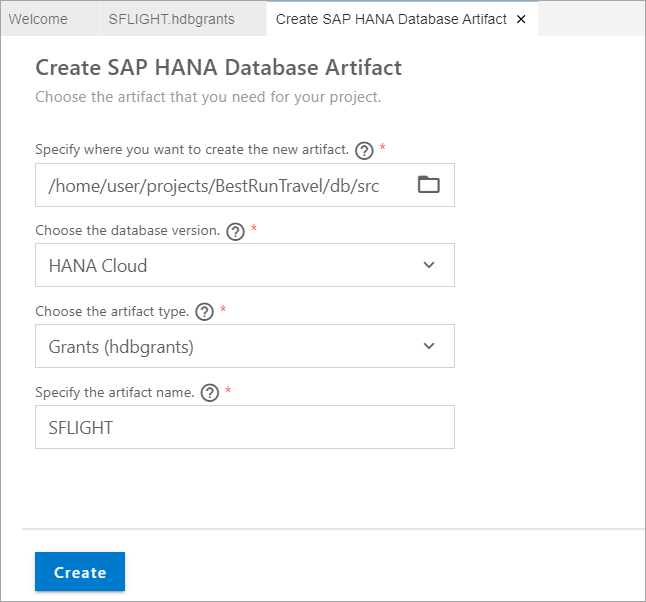 Welcome
SFLIGHT.hdbgrants
Create SAP HANA Database Artifact ×
Create SAP HANA Database Artifact
Choose the artifact that you need for your project.
Specify where you want to create the new artifact. ? *
/home/user/projects/BestRunTravel/db/src
Choose the database version. ? *
HANA Cloud
Choose the artifact type. ? *
Grants (hdbgrants)
Specify the artifact name. ? *
SFLIGHT
Create